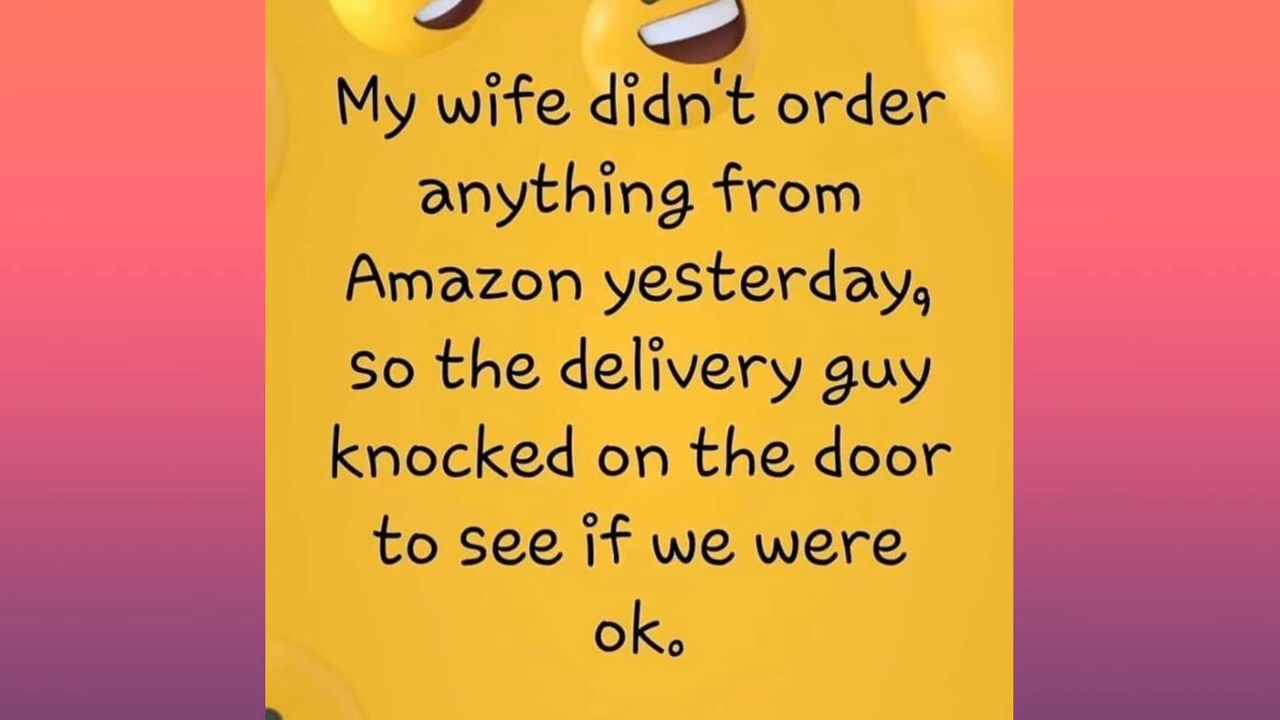 My wife didn't order
anything from
Amazon yesterday,
so the delivery guy
knocked on the door
to see if we were
ok.